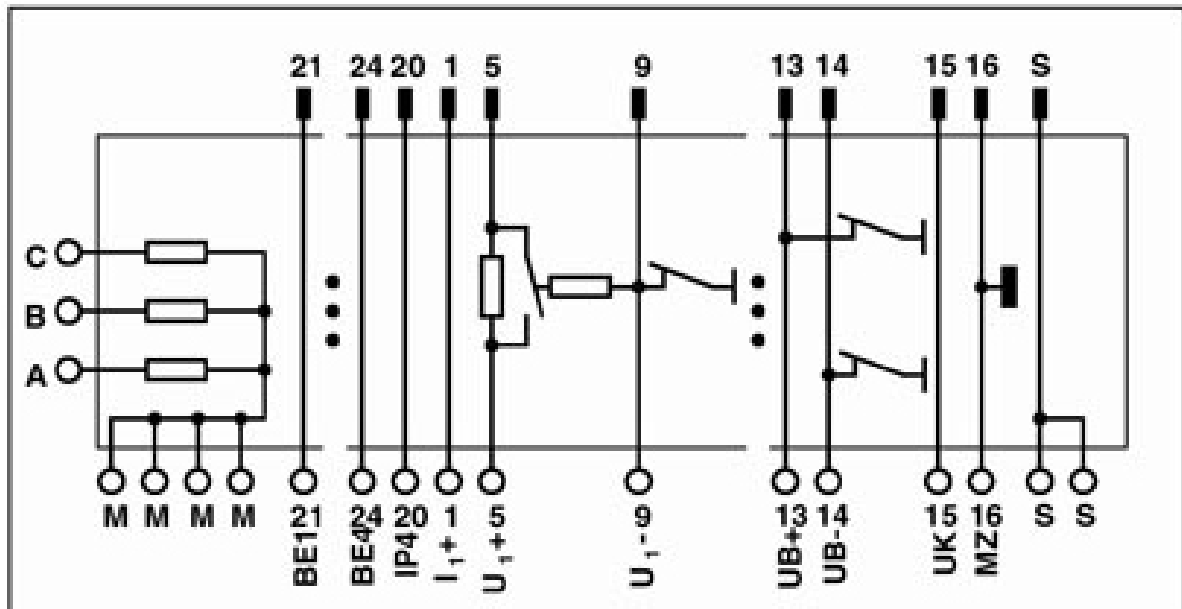 21 24 20 1 5 9 13 14 15 16 S
C
B
A
M M M M 21 24 20 1 5 9 13 14 15 16 S S
BE1 BE4 IP4 I₁+ U₁+ U₁- UB+ UB- UK MZ